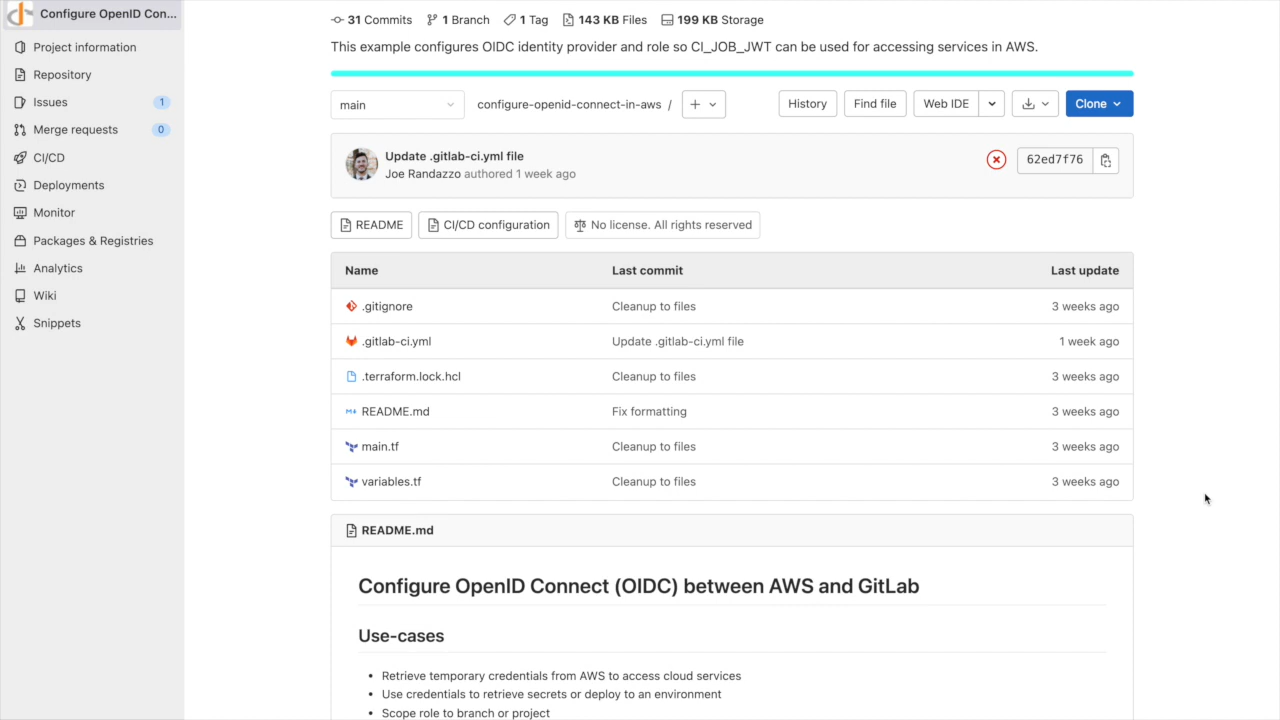 Configure OpenID Con...
Project information
Repository
Issues 1
Merge requests 0
CI/CD
Deployments
Monitor
Packages & Registries
Analytics
Wiki
Snippets
31 Commits 1 Branch 1 Tag 143 KB Files 199 KB Storage
This example configures OIDC identity provider and role so CI_JOB_JWT can be used for accessing services in AWS.
main configure-openid-connect-in-aws / + History Find file Web IDE Clone
Update .gitlab-ci.yml file
Joe Randazzo authored 1 week ago
62ed7f76
README CI/CD configuration No license. All rights reserved
Name Last commit Last update
.gitignore Cleanup to files 3 weeks ago
.gitlab-ci.yml Update .gitlab-ci.yml file 1 week ago
.terraform.lock.hcl Cleanup to files 3 weeks ago
README.md Fix formatting 3 weeks ago
main.tf Cleanup to files 3 weeks ago
variables.tf Cleanup to files 3 weeks ago
README.md
Configure OpenID Connect (OIDC) between AWS and GitLab
Use-cases
• Retrieve temporary credentials from AWS to access cloud services
• Use credentials to retrieve secrets or deploy to an environment
• Scope role to branch or project